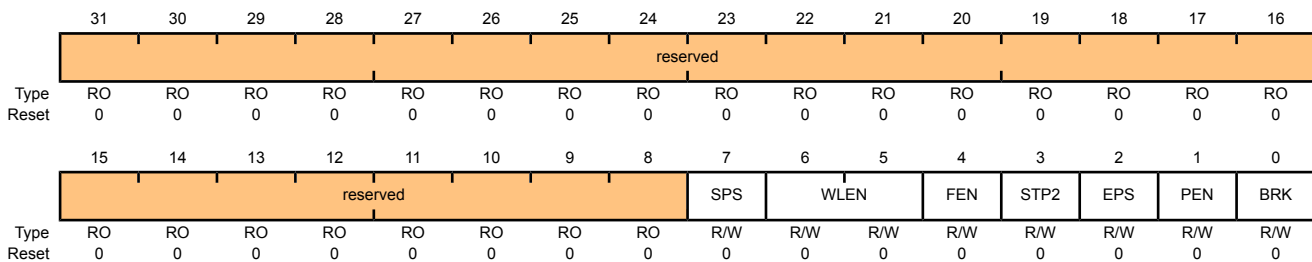 31 30 29 28 27 26 25 24 23 22 21 20 19 18 17 16
reserved
Type RO RO RO RO RO RO RO RO RO RO RO RO RO RO RO RO
Reset 0 0 0 0 0 0 0 0 0 0 0 0 0 0 0 0
15 14 13 12 11 10 9 8 7 6 5 4 3 2 1 0
reserved SPS WLEN FEN STP2 EPS PEN BRK
Type RO RO RO RO RO RO RO RO R/W R/W R/W R/W R/W R/W R/W R/W
Reset 0 0 0 0 0 0 0 0 0 0 0 0 0 0 0 0